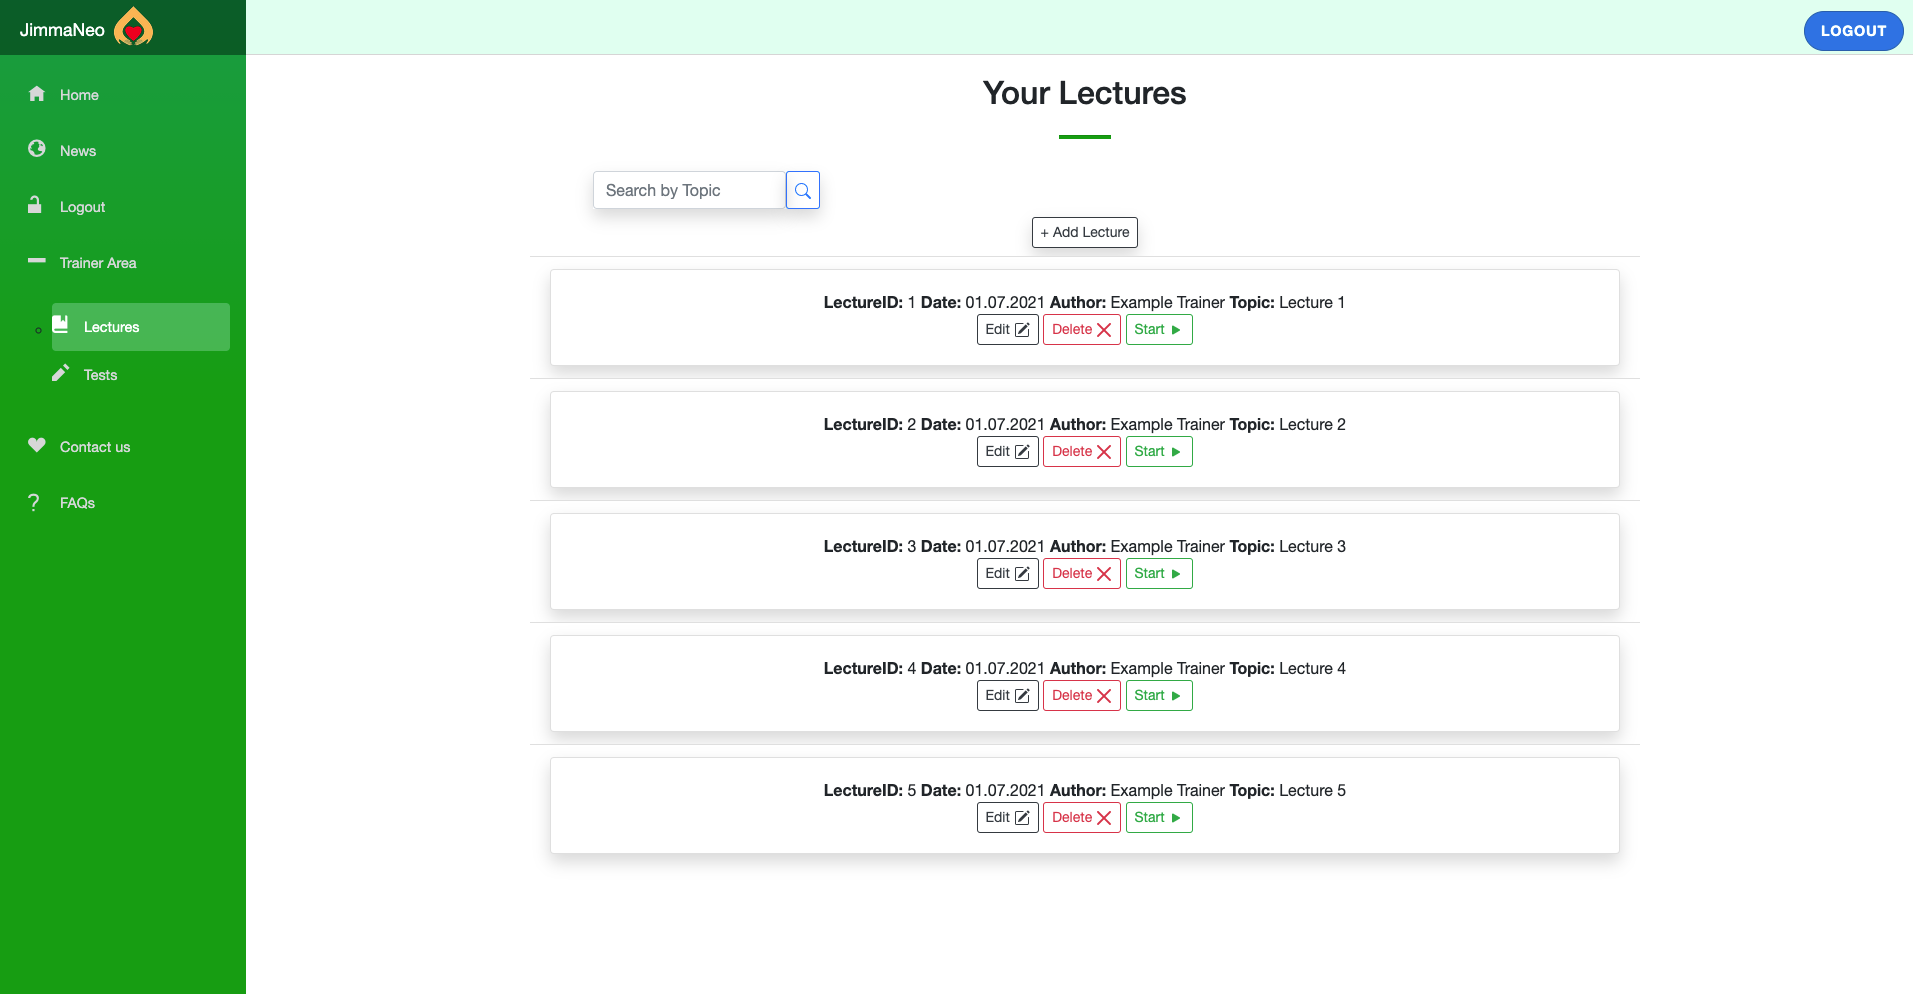 JimmaNeo
LOGOUT
Home
News
Logout
Trainer Area
Lectures
Tests
Contact us
FAQs
Your Lectures
Search by Topic
+ Add Lecture
LectureID: 1 Date: 01.07.2021 Author: Example Trainer Topic: Lecture 1
Edit Delete Start
LectureID: 2 Date: 01.07.2021 Author: Example Trainer Topic: Lecture 2
Edit Delete Start
LectureID: 3 Date: 01.07.2021 Author: Example Trainer Topic: Lecture 3
Edit Delete Start
LectureID: 4 Date: 01.07.2021 Author: Example Trainer Topic: Lecture 4
Edit Delete Start
LectureID: 5 Date: 01.07.2021 Author: Example Trainer Topic: Lecture 5
Edit Delete Start